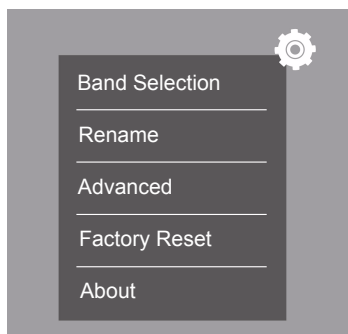 Band Selection
Rename
Advanced
Factory Reset
About